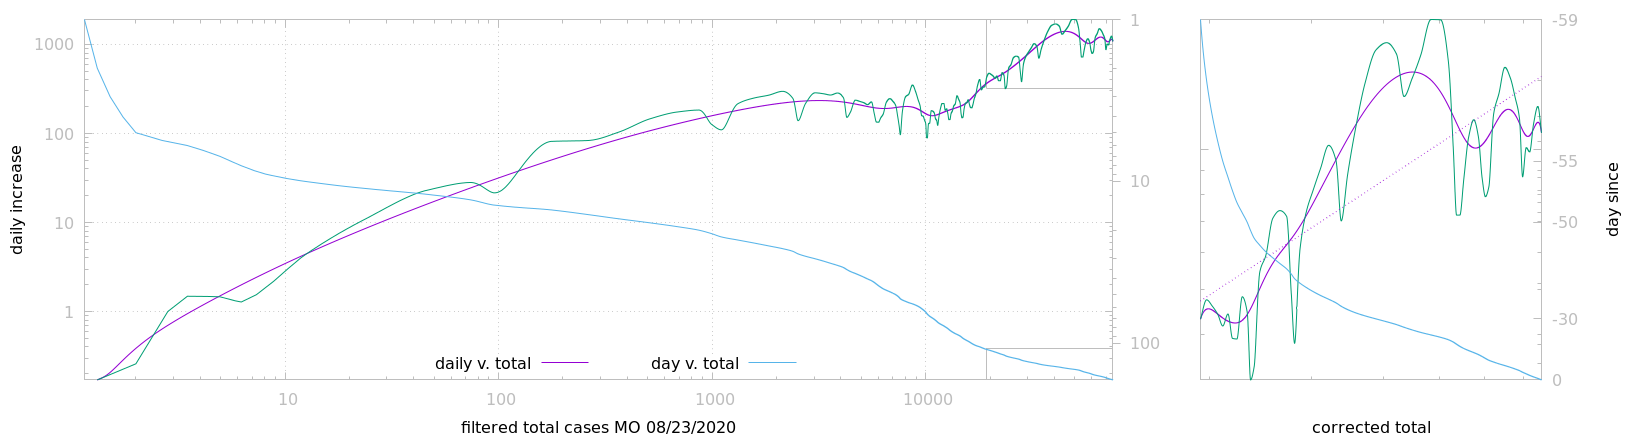 1000
100
10
1
daily increase
daily v. total
day v. total
10
100
1000
10000
filtered total cases MO 08/23/2020
1
10
100
-59
-55
-50
-30
0
day since
corrected total